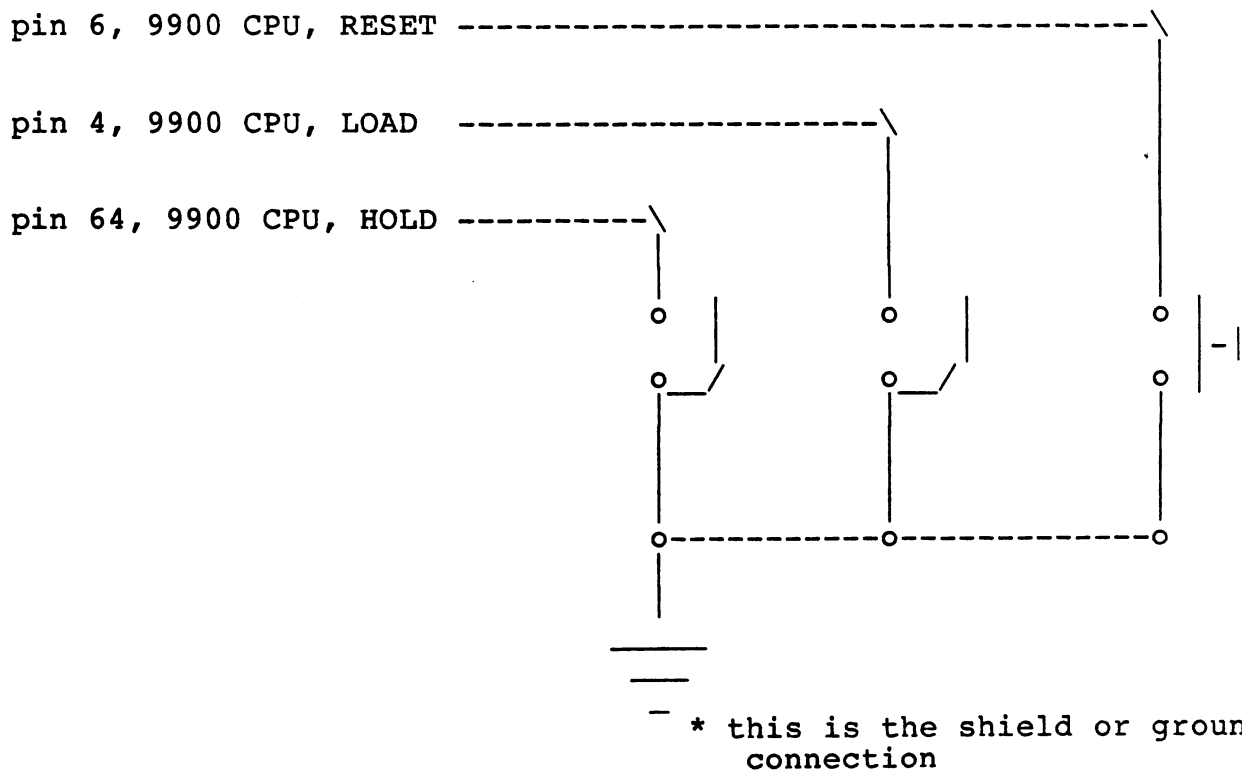 pin 6, 9900 CPU, RESET
pin 4, 9900 CPU, LOAD
pin 64, 9900 CPU, HOLD
* this is the shield or groun
connection